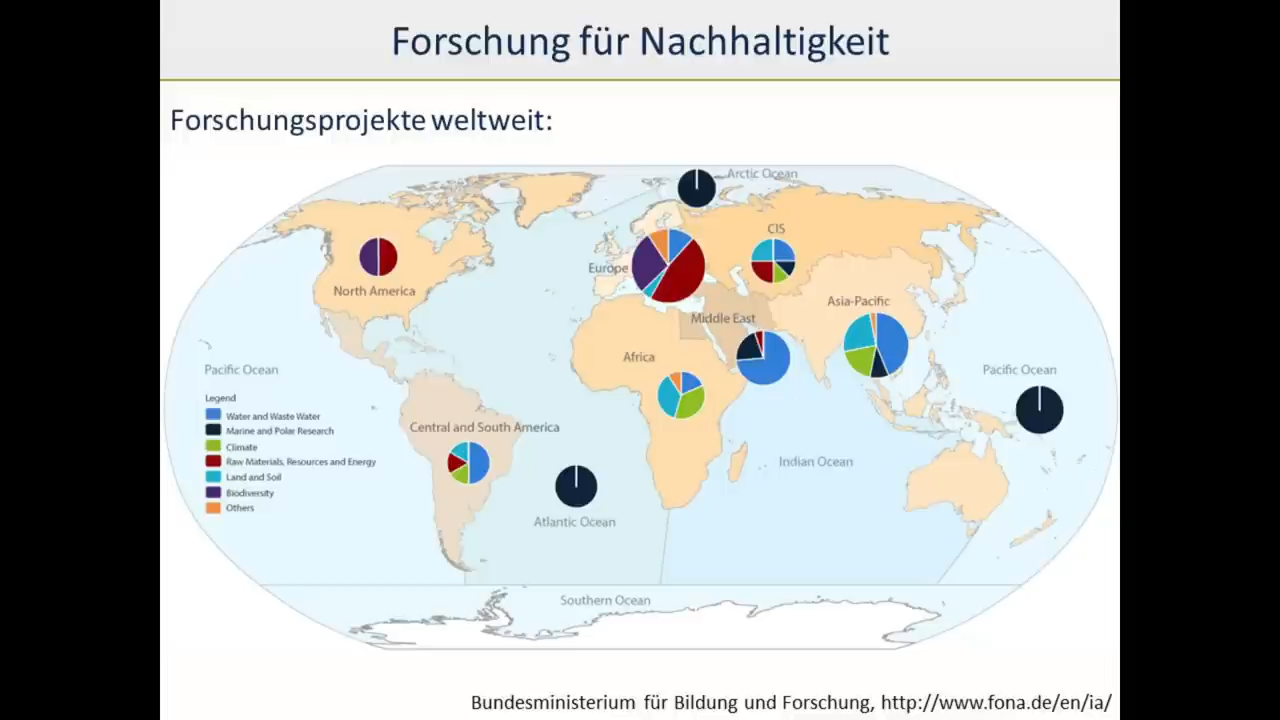 Forschung für Nachhaltigkeit
Forschungsprojekte weltweit:
Arctic Ocean
CIS
Europe
North America
Asia-Pacific
Middle East
Africa
Pacific Ocean
Pacific Ocean
Legend
Water and Waste Water
Marine and Polar Research
Climate
Raw Materials, Resources and Energy
Land and Soil
Biodiversity
Others
Central and South America
Indian Ocean
Atlantic Ocean
Southern Ocean
Bundesministerium für Bildung und Forschung, http://www.fona.de/en/ia/